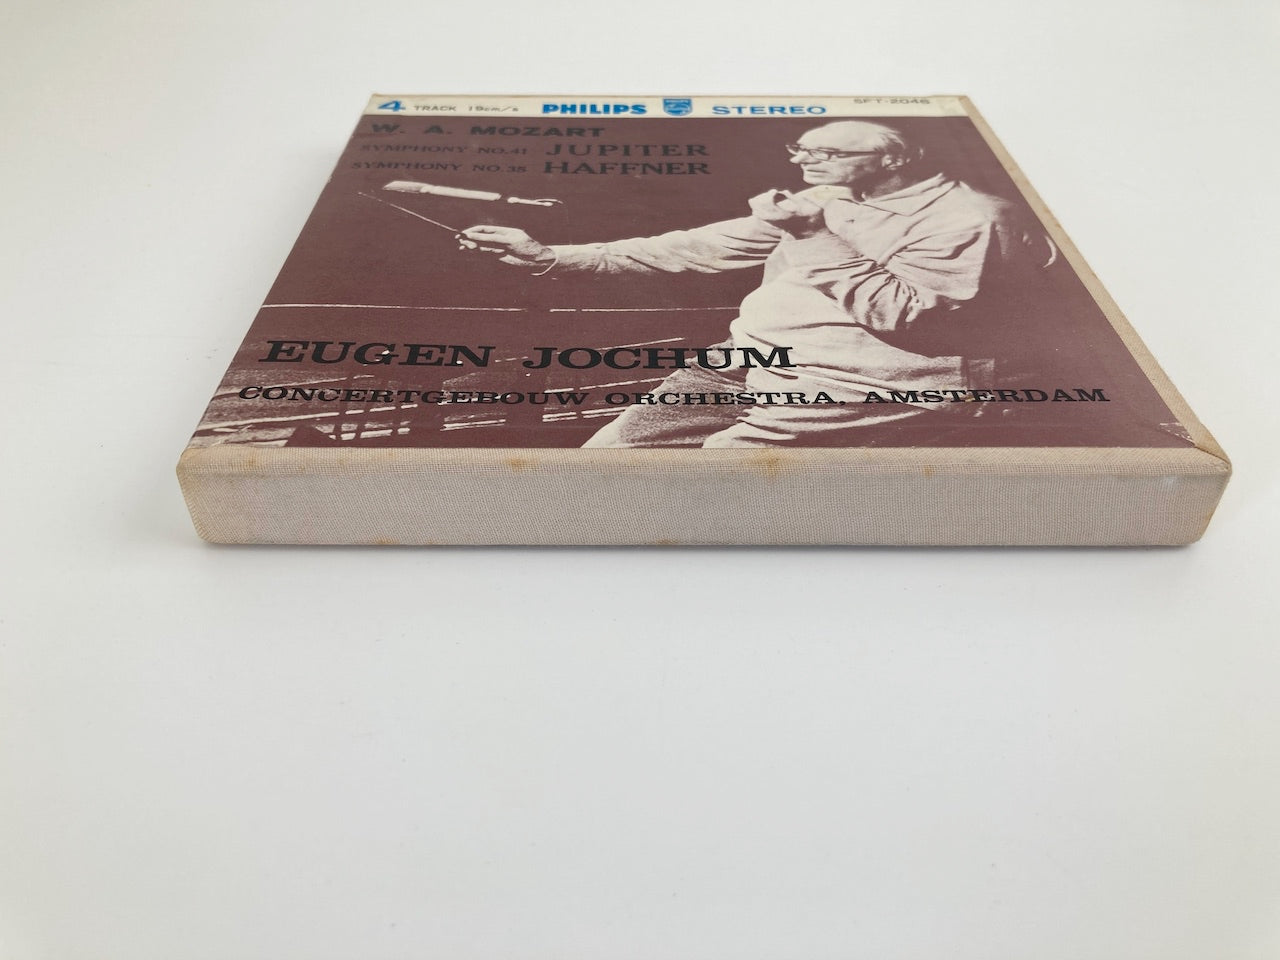 4 TRACK 19cm/s PHILIPS STEREO SFT-2046
W. A. MOZART
SYMPHONY NO.41 JUPITER
SYMPHONY NO.35 HAFFNER
EUGEN JOCHUM
CONCERTGEBOUW ORCHESTRA, AMSTERDAM